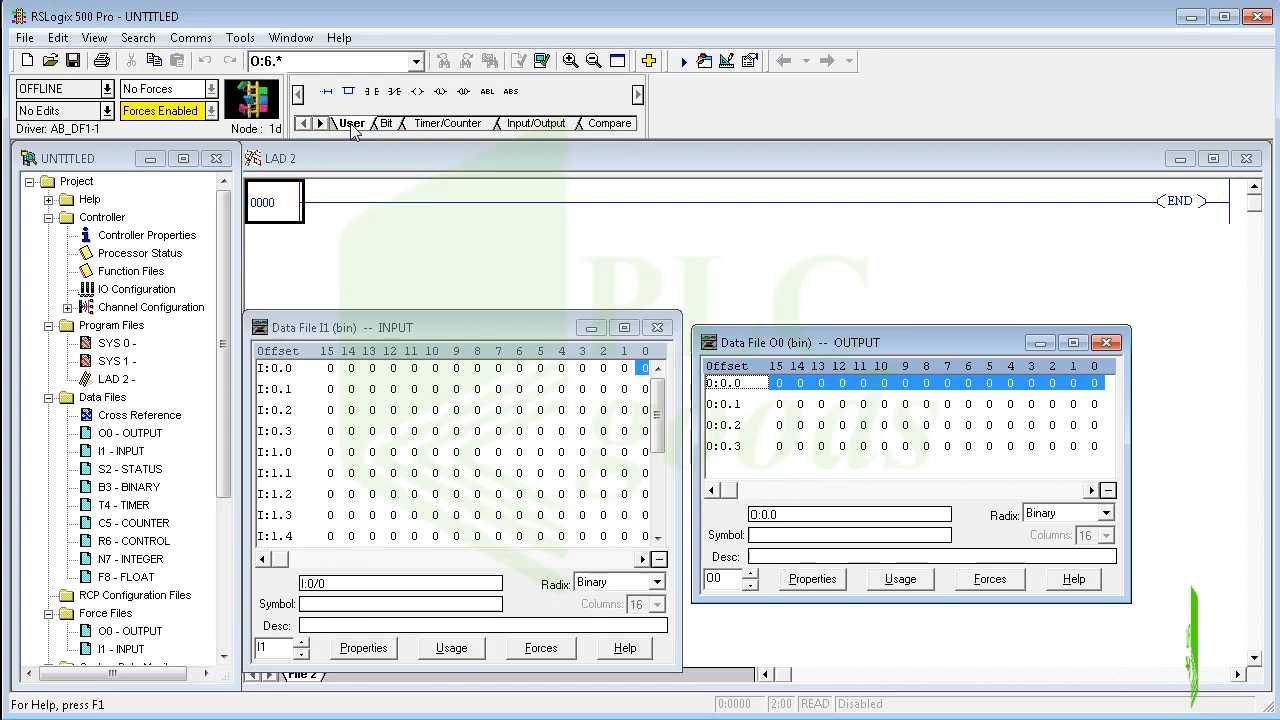 RSLogix 500 Pro - UNTITLED
File Edit View Search Comms Tools Window Help
O:6.*
OFFLINE No Forces
No Edits Forces Enabled
Driver: AB_DF1-1 Node : 1d
ABL ABS
User Bit Timer/Counter Input/Output Compare
UNTITLED
Project
Help
Controller
Controller Properties
Processor Status
Function Files
IO Configuration
Channel Configuration
Program Files
SYS 0 -
SYS 1 -
LAD 2 -
Data Files
Cross Reference
O0 - OUTPUT
I1 - INPUT
S2 - STATUS
B3 - BINARY
T4 - TIMER
C5 - COUNTER
R6 - CONTROL
N7 - INTEGER
F8 - FLOAT
RCP Configuration Files
Force Files
O0 - OUTPUT
I1 - INPUT
LAD 2
0000 END
PLC
goods
Data File I1 (bin) -- INPUT
Offset 15 14 13 12 11 10 9 8 7 6 5 4 3 2 1 0
I:0.0 0 0 0 0 0 0 0 0 0 0 0 0 0 0 0 0
I:0.1 0 0 0 0 0 0 0 0 0 0 0 0 0 0 0 0
I:0.2 0 0 0 0 0 0 0 0 0 0 0 0 0 0 0 0
I:0.3 0 0 0 0 0 0 0 0 0 0 0 0 0 0 0 0
I:1.0 0 0 0 0 0 0 0 0 0 0 0 0 0 0 0 0
I:1.1 0 0 0 0 0 0 0 0 0 0 0 0 0 0 0 0
I:1.2 0 0 0 0 0 0 0 0 0 0 0 0 0 0 0 0
I:1.3 0 0 0 0 0 0 0 0 0 0 0 0 0 0 0 0
I:1.4 0 0 0 0 0 0 0 0 0 0 0 0 0 0 0 0
I:0/0 Radix: Binary
Symbol: Columns: 16
Desc:
I1 Properties Usage Forces Help
Data File O0 (bin) -- OUTPUT
Offset 15 14 13 12 11 10 9 8 7 6 5 4 3 2 1 0
O:0.0 0 0 0 0 0 0 0 0 0 0 0 0 0 0 0 0
O:0.1 0 0 0 0 0 0 0 0 0 0 0 0 0 0 0 0
O:0.2 0 0 0 0 0 0 0 0 0 0 0 0 0 0 0 0
O:0.3 0 0 0 0 0 0 0 0 0 0 0 0 0 0 0 0
O:0.0 Radix: Binary
Symbol: Columns: 16
Desc:
O0 Properties Usage Forces Help
File 2
For Help, press F1 0:0000 2:00 READ Disabled